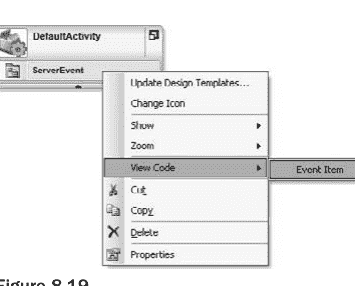 DefaultActivity
ServerEvent
Update Design Templates...
Change Icon
Show
Zoom
View Code
Event Item
Cut
Copy
Delete
Properties
Figure 8.19